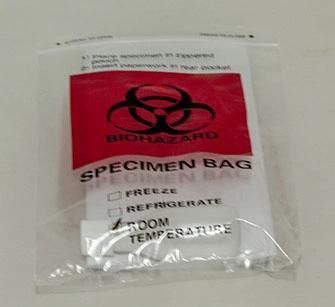 1) Place specimen in zippered
pouch.
2) Insert paperwork in rear pocket.
BIOHAZARD
SPECIMEN BAG
FREEZE
REFRIGERATE
ROOM
TEMPERATURE